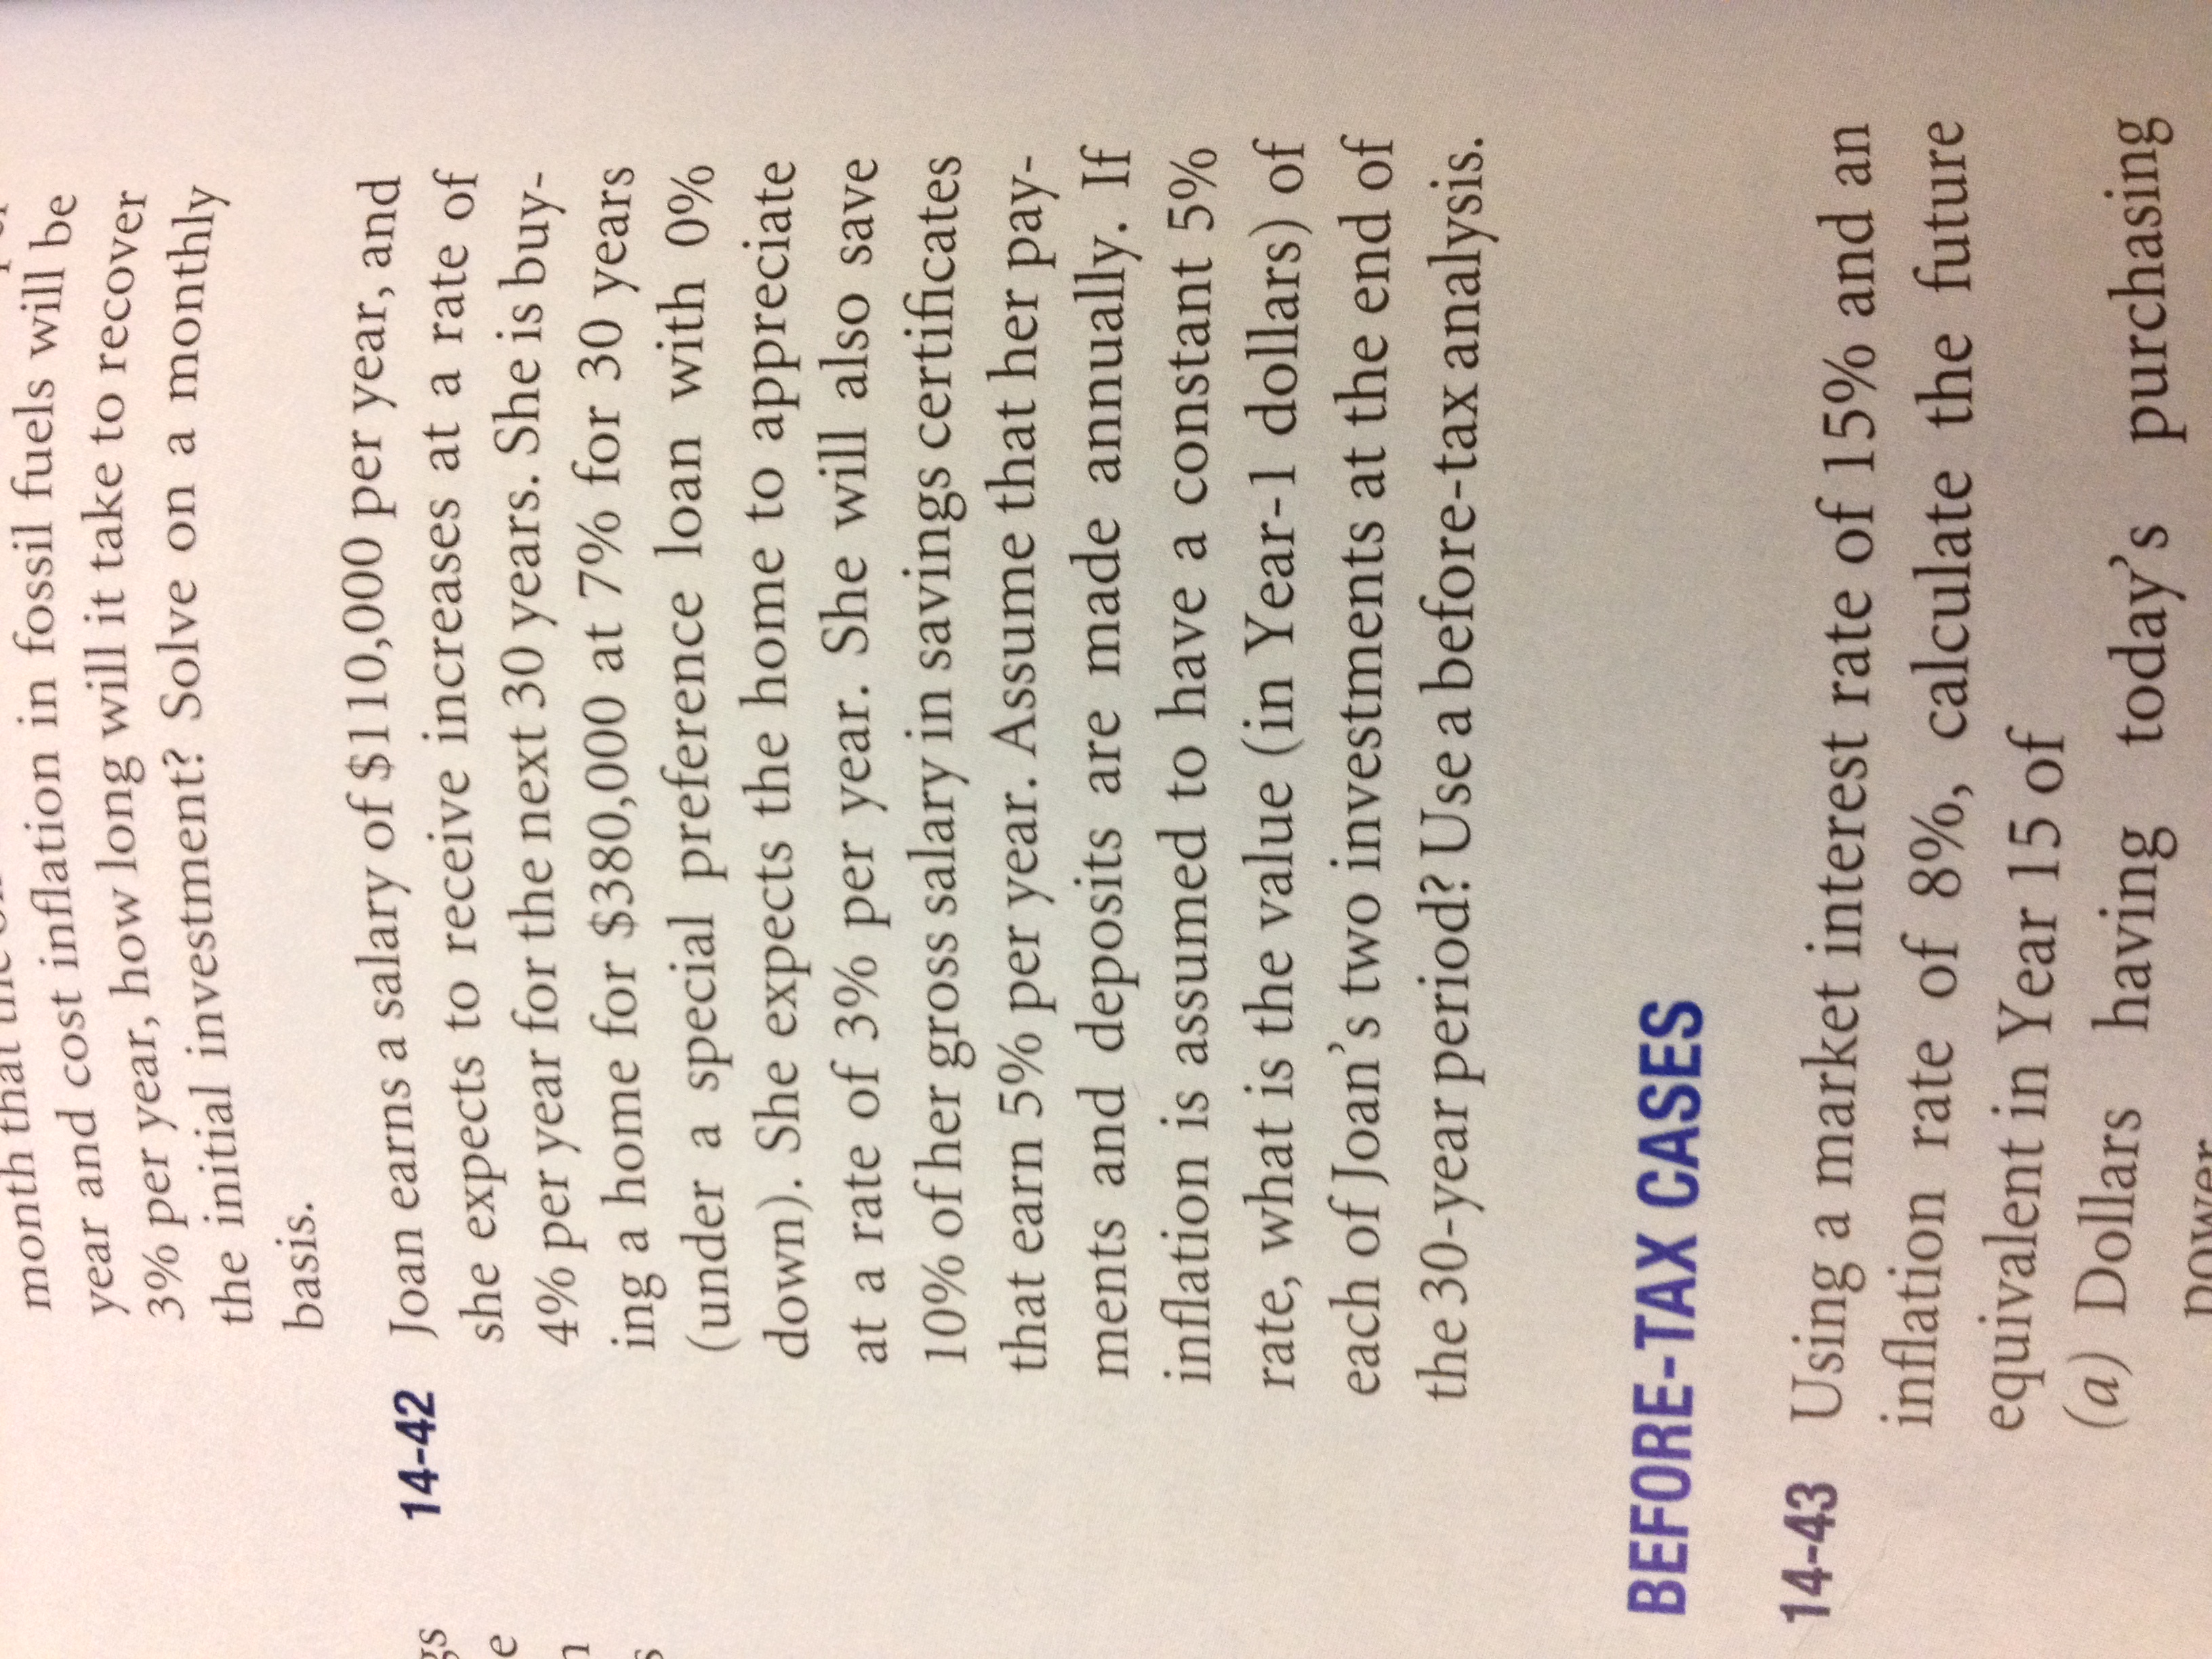 month that
year and cost inflation in fossil fuels will be
3% per year, how long will it take to recover
the initial investment? Solve on a monthly
basis.
14-42 Joan earns a salary of $110,000 per year, and
she expects to receive increases at a rate of
4% per year for the next 30 years. She is buy-
ing a home for $380,000 at 7% for 30 years
(under a special preference loan with 0%
down). She expects the home to appreciate
at a rate of 3% per year. She will also save
10% of her gross salary in savings certificates
that earn 5% per year. Assume that her pay-
ments and deposits are made annually. If
inflation is assumed to have a constant 5%
rate, what is the value (in Year-1 dollars) of
each of Joan's two investments at the end of
the 30-year period? Use a before-tax analysis.
BEFORE-TAX CASES
14-43 Using a market interest rate of 15% and an
inflation rate of 8%, calculate the future
equivalent in Year 15 of
(a) Dollars having today's purchasing
power